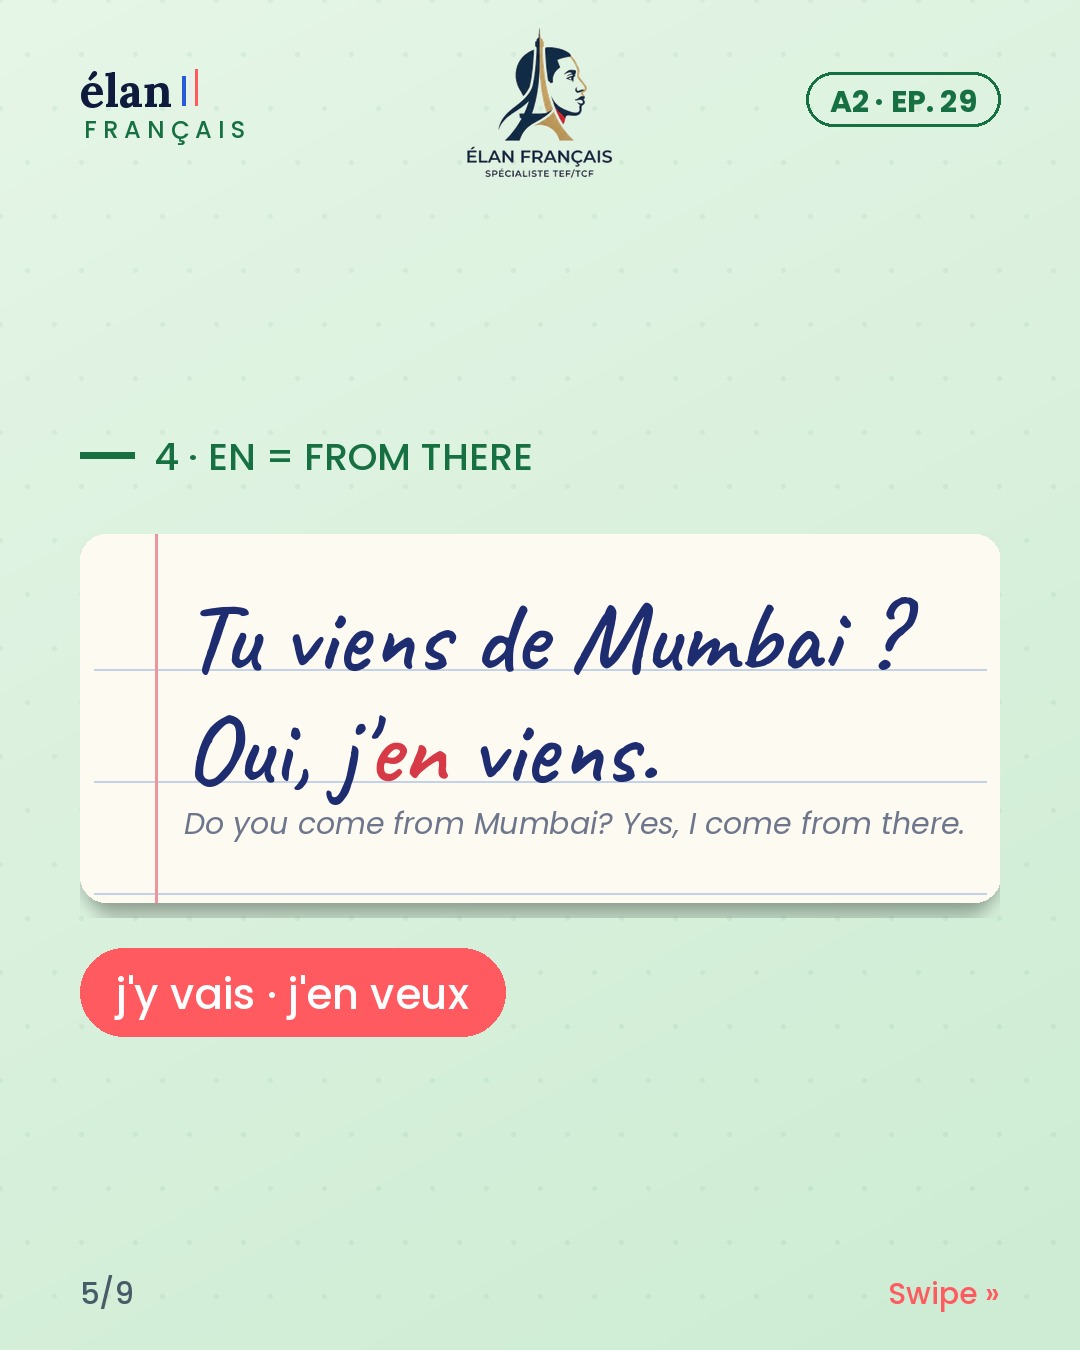 élan
FRANÇAIS
ÉLAN FRANÇAIS
SPÉCIALISTE TEF/TCF
A2 · EP. 29
4 · EN = FROM THERE
Tu viens de Mumbai ?
Oui, j'en viens.
Do you come from Mumbai? Yes, I come from there.
j'y vais · j'en veux
5/9
Swipe »